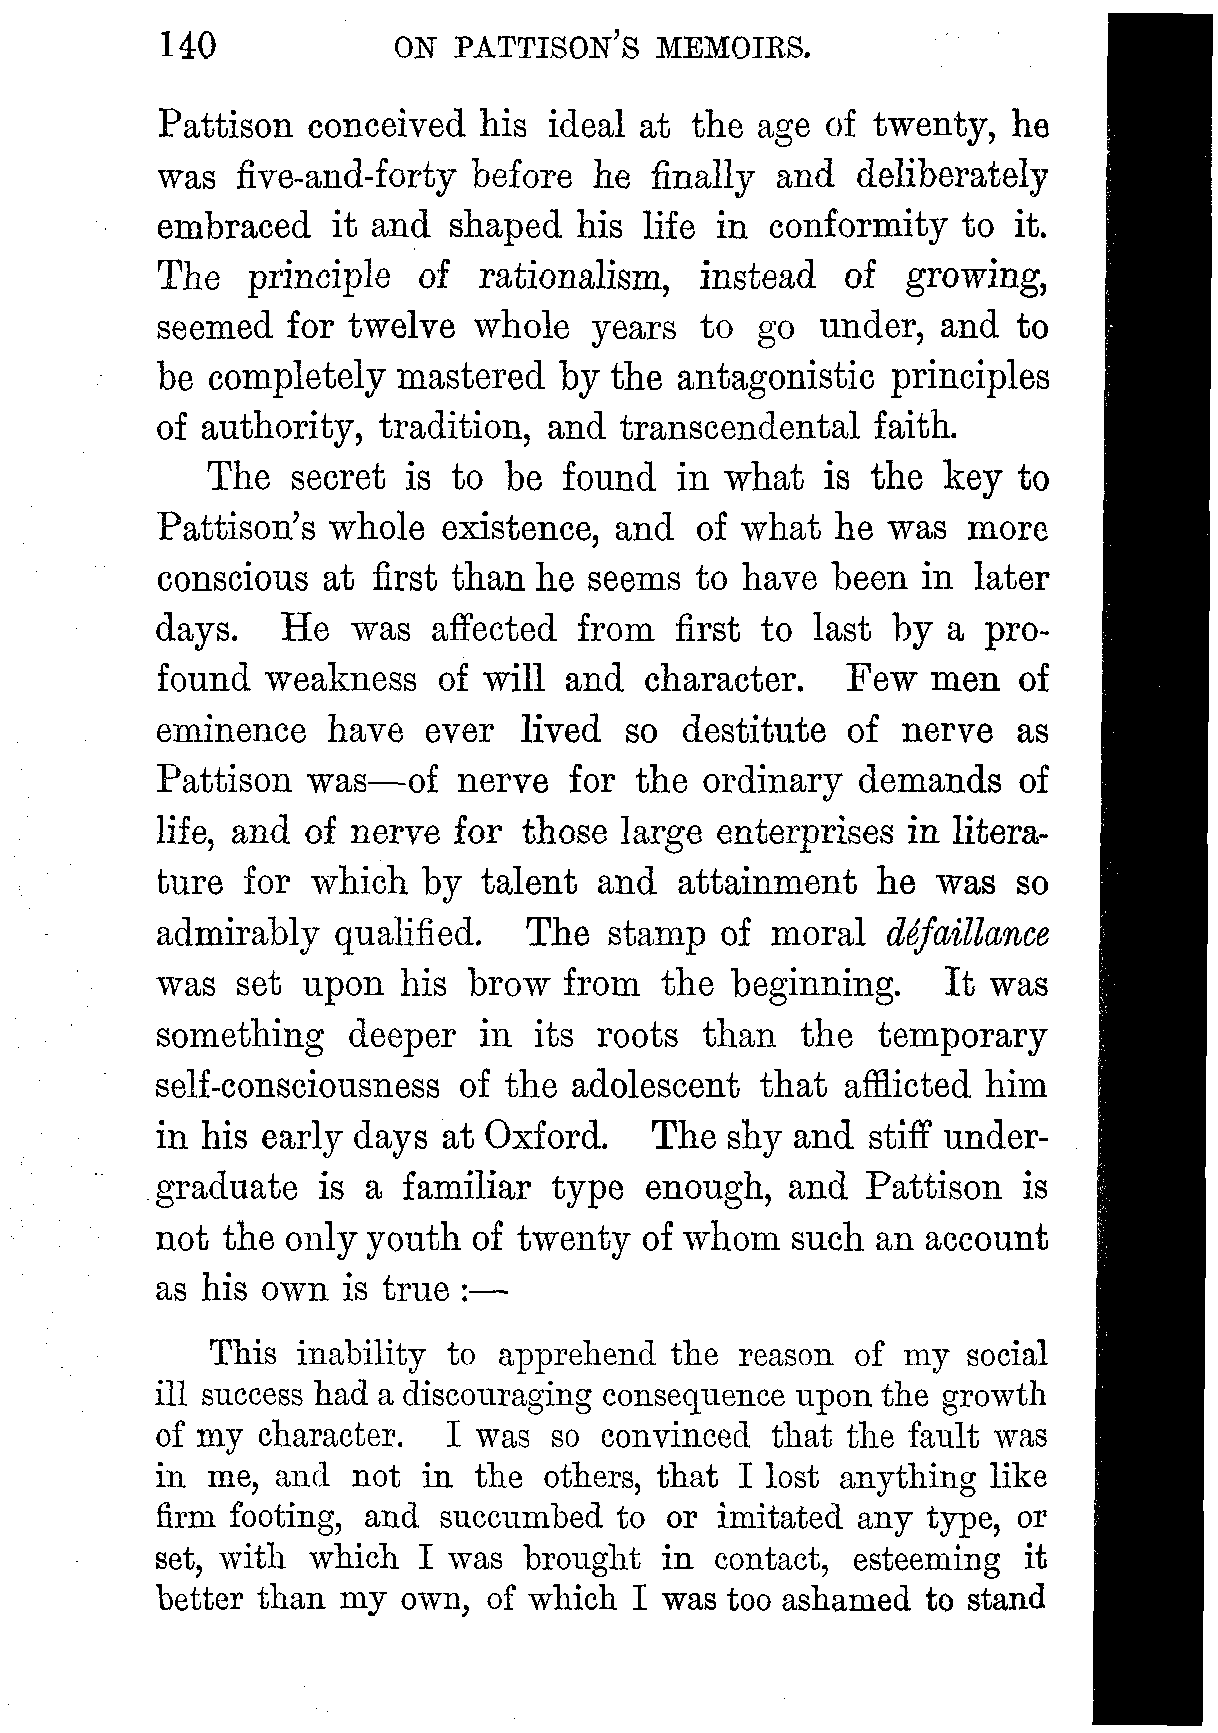 140 ON PATTISON'S MEMOIRS.
Pattison conceived his ideal at the age of twenty, he
was five-and-forty before he finally and deliberately
embraced it and shaped his life in conformity to it.
The principle of rationalism, instead of growing,
seemed for twelve whole years to go under, and to
be completely mastered by the antagonistic principles
of authority, tradition, and transcendental faith.
The secret is to be found in what is the key to
Pattison's whole existence, and of what he was more
conscious at first than he seems to have been in later
days. He was affected from first to last by a pro-
found weakness of will and character. Few men of
eminence have ever lived so destitute of nerve as
Pattison was—of nerve for the ordinary demands of
life, and of nerve for those large enterprises in litera-
ture for which by talent and attainment he was so
admirably qualified. The stamp of moral défaillance
was set upon his brow from the beginning. It was
something deeper in its roots than the temporary
self-consciousness of the adolescent that afflicted him
in his early days at Oxford. The shy and stiff under-
graduate is a familiar type enough, and Pattison is
not the only youth of twenty of whom such an account
as his own is true :—
This inability to apprehend the reason of my social
ill success had a discouraging consequence upon the growth
of my character. I was so convinced that the fault was
in me, and not in the others, that I lost anything like
firm footing, and succumbed to or imitated any type, or
set, with which I was brought in contact, esteeming it
better than my own, of which I was too ashamed to stand